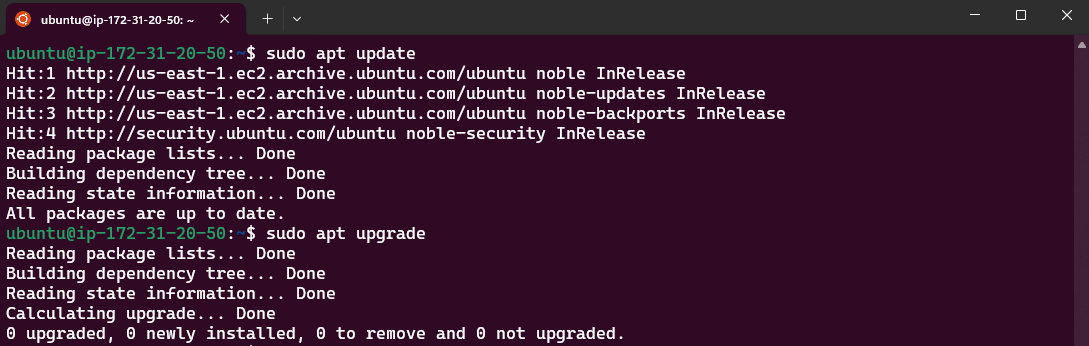 ubuntu@ip-172-31-20-50: ~
ubuntu@ip-172-31-20-50:~$ sudo apt update
Hit:1 http://us-east-1.ec2.archive.ubuntu.com/ubuntu noble InRelease
Hit:2 http://us-east-1.ec2.archive.ubuntu.com/ubuntu noble-updates InRelease
Hit:3 http://us-east-1.ec2.archive.ubuntu.com/ubuntu noble-backports InRelease
Hit:4 http://security.ubuntu.com/ubuntu noble-security InRelease
Reading package lists... Done
Building dependency tree... Done
Reading state information... Done
All packages are up to date.
ubuntu@ip-172-31-20-50:~$ sudo apt upgrade
Reading package lists... Done
Building dependency tree... Done
Reading state information... Done
Calculating upgrade... Done
0 upgraded, 0 newly installed, 0 to remove and 0 not upgraded.